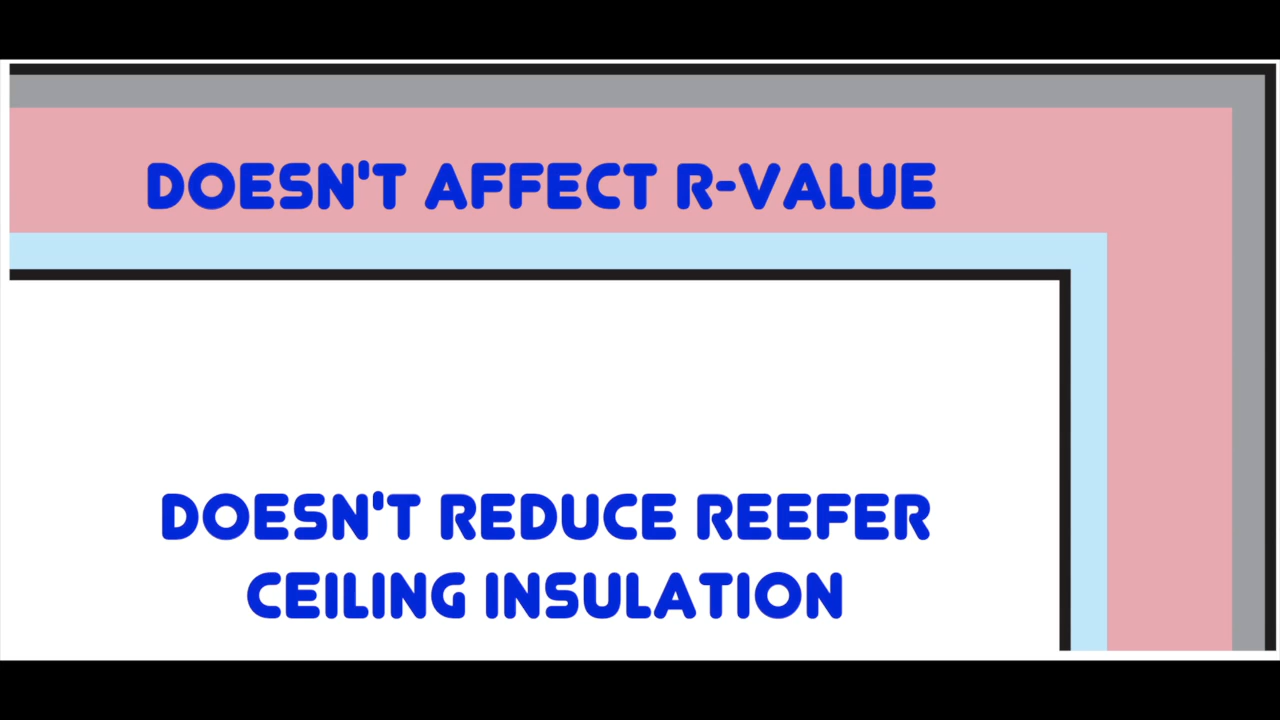 DOESN'T AFFECT R-VALUE
DOESN'T REDUCE REEFER
CEILING INSULATION